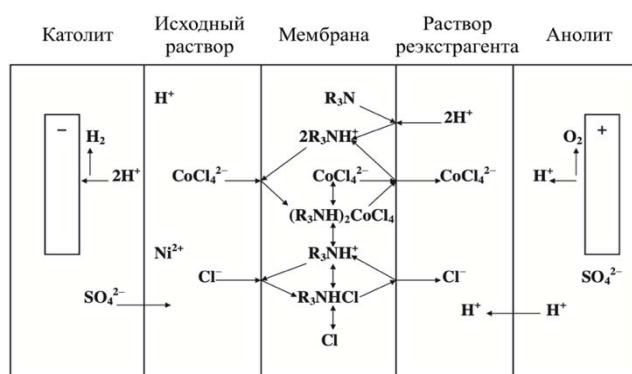 Католит
Исходный
раствор
Мембрана
Раствор
реэкстрагента
Анолит
H⁺
R₃N
2H⁺
−
H₂
2R₃NH⁺
O₂
+
2H⁺
CoCl₄²⁻
CoCl₄²⁻
CoCl₄²⁻
H⁺
(R₃NH)₂CoCl₄
Ni²⁺
R₃NH⁺
Cl⁻
Cl⁻
SO₄²⁻
SO₄²⁻
R₃NHCl
H⁺
H⁺
Cl